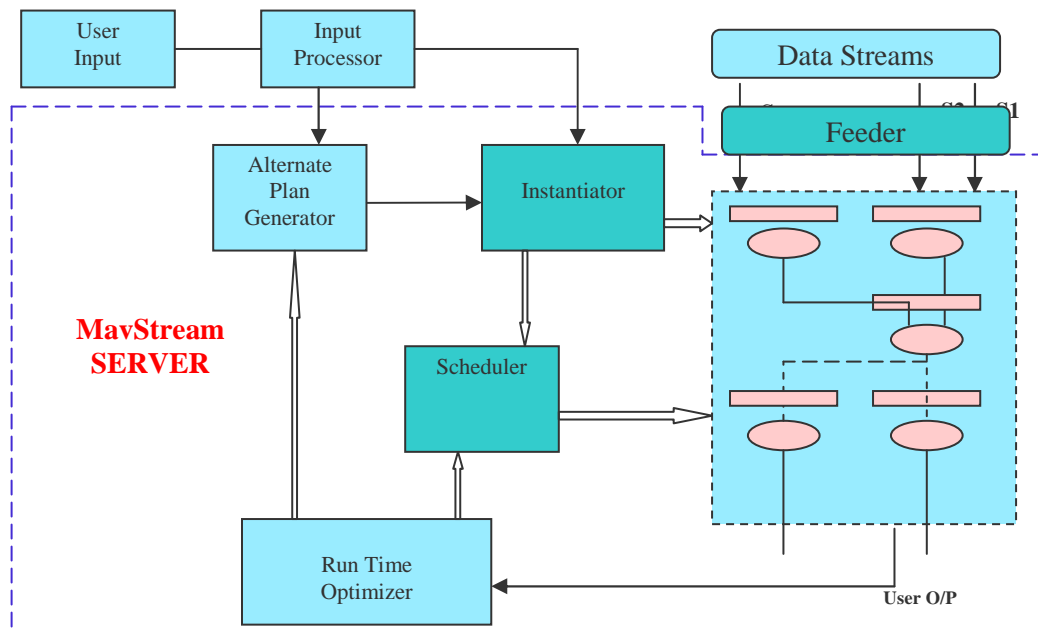 User
Input
Input
Processor
Data Streams
S1
Feeder
Alternate
Plan
Generator
Instantiator
MavStream
SERVER
Scheduler
Run Time
Optimizer
User O/P